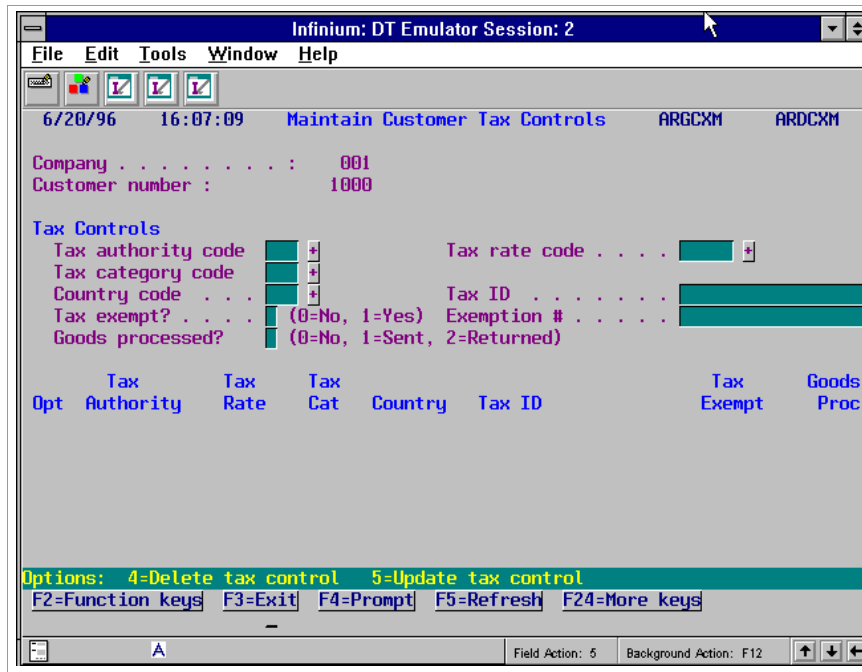 Infinium: DT Emulator Session: 2
File Edit Tools Window Help
6/20/96 16:07:09 Maintain Customer Tax Controls ARGCXM ARDCXM
Company . . . . . . . . : 001
Customer number : 1000
Tax Controls
Tax authority code + Tax rate code . . . . +
Tax category code +
Country code . . . + Tax ID . . . . . . .
Tax exempt? . . . . (0=No, 1=Yes) Exemption # . . . . .
Goods processed? (0=No, 1=Sent, 2=Returned)
Tax Tax Tax Tax Goods
Opt Authority Rate Cat Country Tax ID Exempt Proc
Options: 4=Delete tax control 5=Update tax control
F2=Function keys F3=Exit F4=Prompt F5=Refresh F24=More keys
A Field Action: 5 Background Action: F12